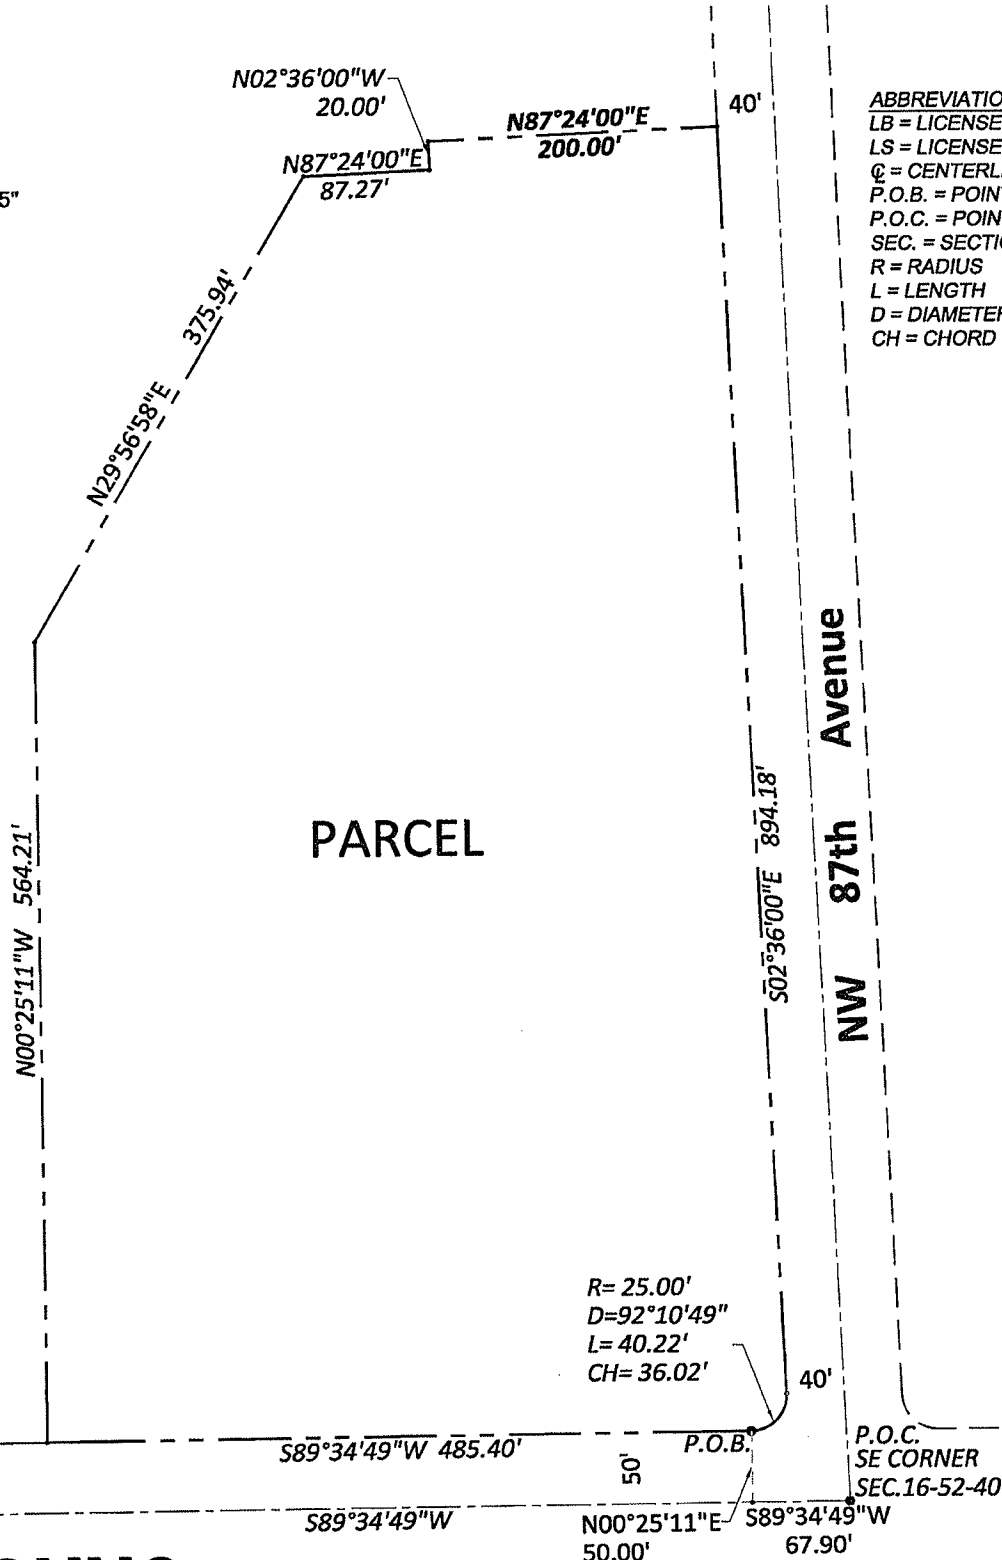 N02°36'00"W
20.00'
N87°24'00"E
200.00'
40'
N87°24'00"E
87.27'
5"
ABBREVIATIO
LB = LICENSE
LS = LICENSE
℄ = CENTERL
P.O.B. = POIN
P.O.C. = POIN
SEC. = SECTI
R = RADIUS
L = LENGTH
D = DIAMETER
CH = CHORD
N29°56'58"E 375.94'
N00°25'11"W 564.21'
PARCEL
S02°36'00"E 894.18'
NW 87th Avenue
R= 25.00'
D=92°10'49"
L= 40.22'
CH= 36.02'
40'
S89°34'49"W 485.40'
P.O.B.
50'
P.O.C.
SE CORNER
SEC.16-52-40
S89°34'49"W
N00°25'11"E
50.00'
S89°34'49"W
67.90'